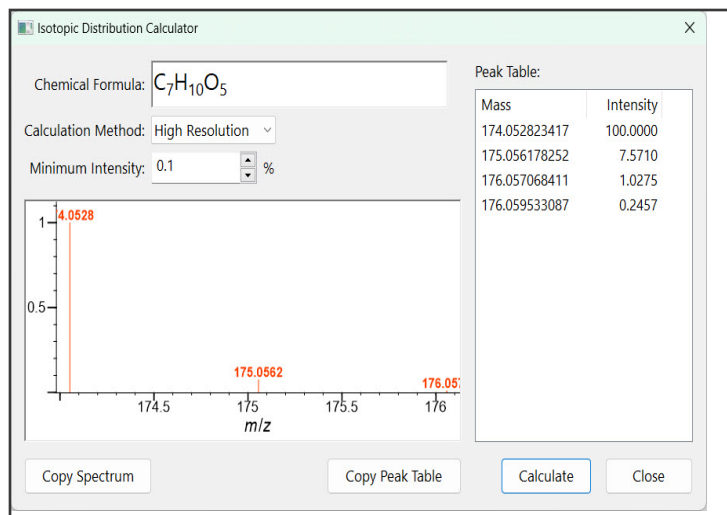 Isotopic Distribution Calculator X
Chemical Formula: C₇H₁₀O₅
Calculation Method: High Resolution
Minimum Intensity: 0.1 %
Peak Table:
Mass Intensity
174.052823417 100.0000
175.056178252 7.5710
176.057068411 1.0275
176.059533087 0.2457
1
4.0528
0.5
175.0562
176.057
174.5 175 175.5 176
m/z
Copy Spectrum Copy Peak Table Calculate Close